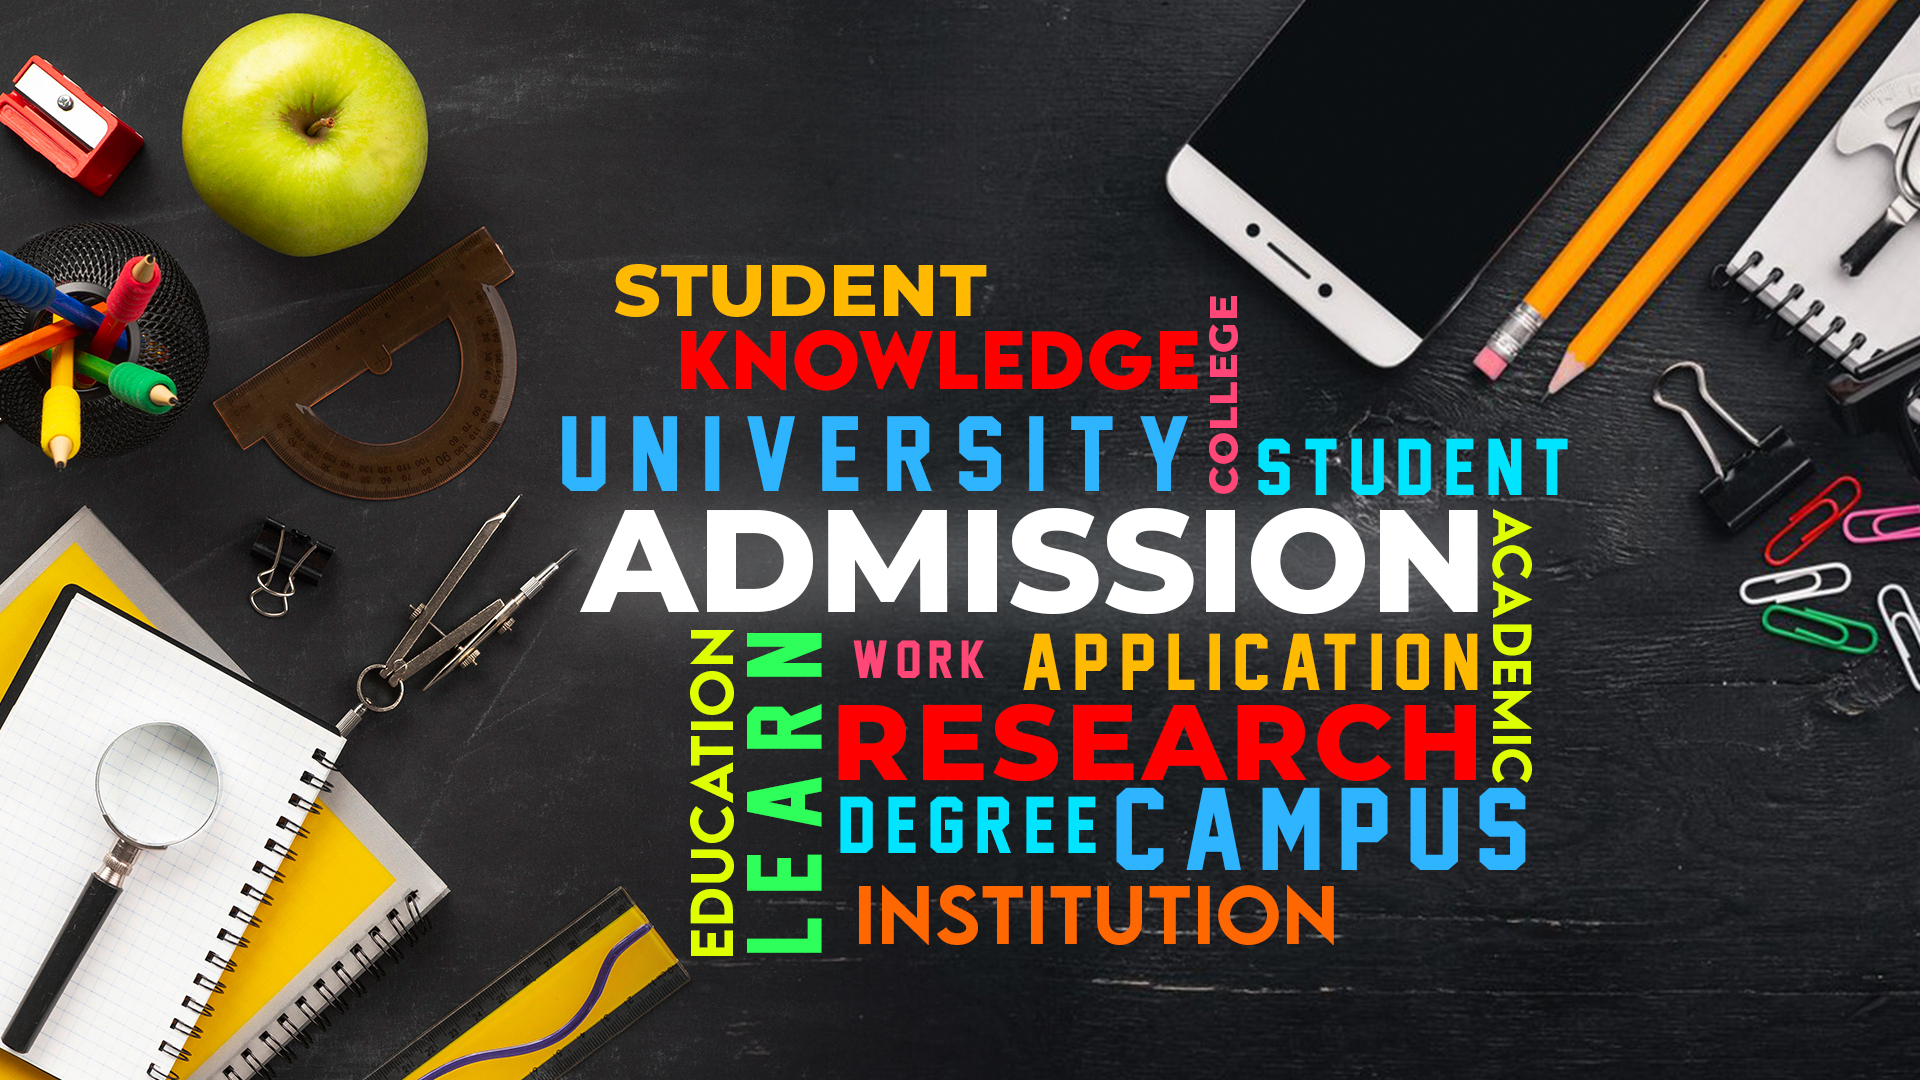 STUDENT
KNOWLEDGE
COLLEGE
UNIVERSITY
STUDENT
ADMISSION
ACADEMIC
EDUCATION
LEARN
WORK
APPLICATION
RESEARCH
DEGREE
CAMPUS
INSTITUTION